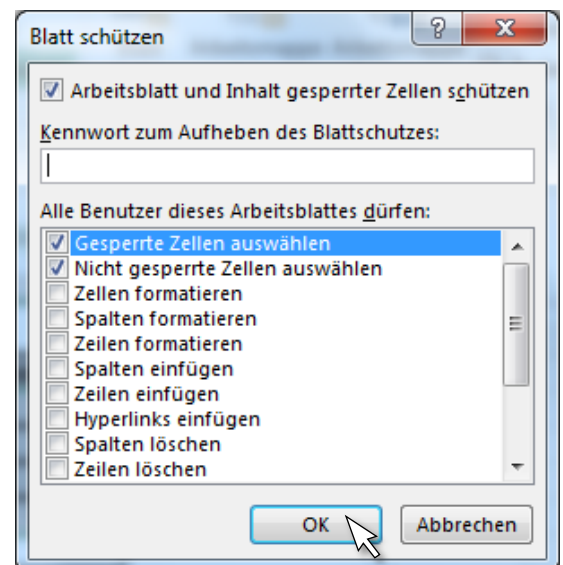 Blatt schützen
?
Arbeitsblatt und Inhalt gesperrter Zellen schützen
Kennwort zum Aufheben des Blattschutzes:
Alle Benutzer dieses Arbeitsblattes dürfen:
Gesperrte Zellen auswählen
Nicht gesperrte Zellen auswählen
Zellen formatieren
Spalten formatieren
Zeilen formatieren
Spalten einfügen
Zeilen einfügen
Hyperlinks einfügen
Spalten löschen
Zeilen löschen
OK Abbrechen